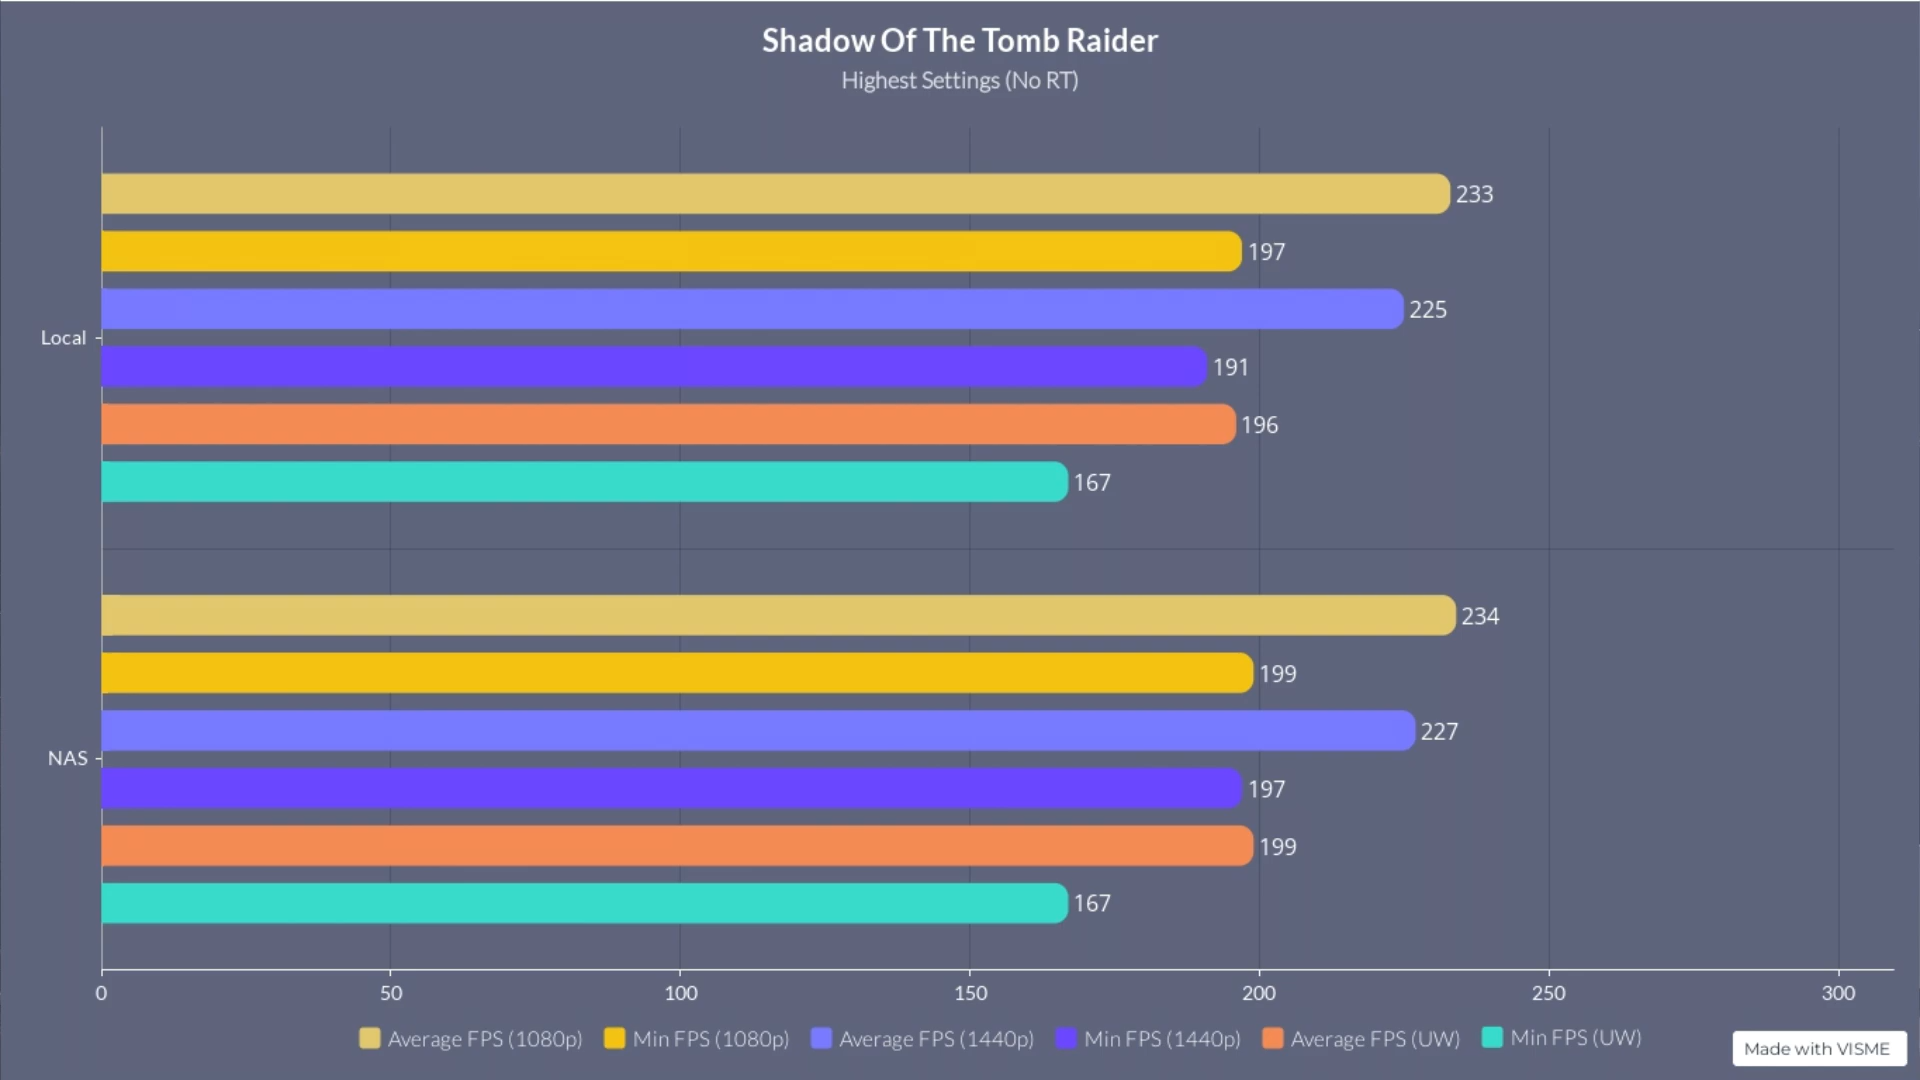 Shadow Of The Tomb Raider
Highest Settings (No RT)
233
197
225
Local
191
196
167
234
199
227
NAS
197
199
167
0 50 100 150 200 250 300
Average FPS (1080p) Min FPS (1080p) Average FPS (1440p) Min FPS (1440p) Average FPS (UW) Min FPS (UW)
Made with VISME